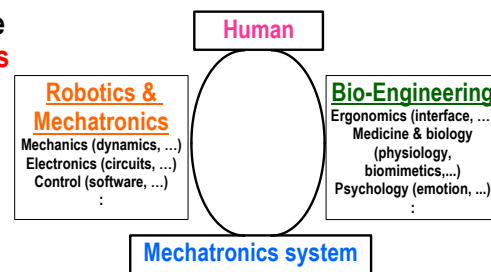 Human
Robotics &
Mechatronics
Mechanics (dynamics, …)
Electronics (circuits, …)
Control (software, …)
:
Bio-Engineering
Ergonomics (interface, …)
Medicine & biology
(physiology,
biomimetics,...)
Psychology (emotion, ...)
:
Mechatronics system